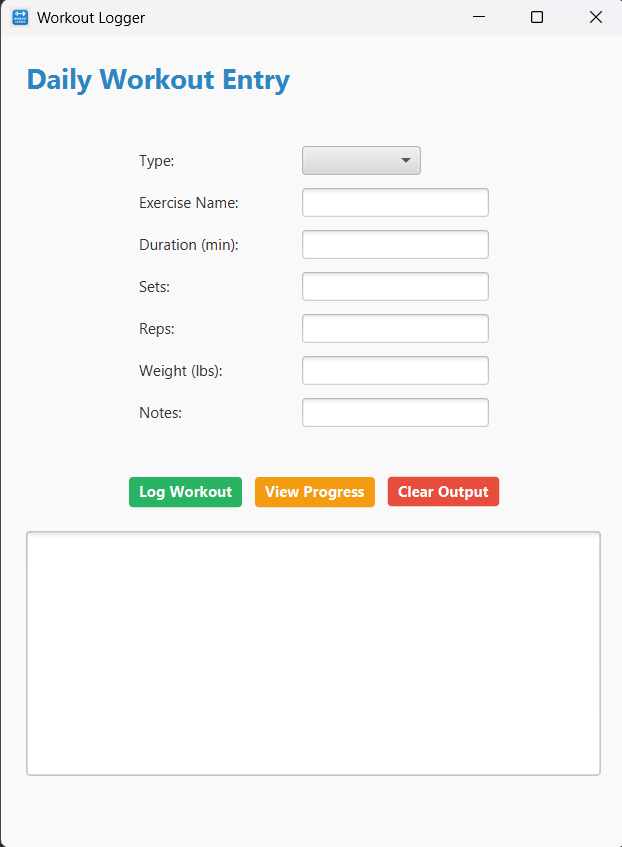 Workout Logger
Daily Workout Entry
Type:
Exercise Name:
Duration (min):
Sets:
Reps:
Weight (lbs):
Notes:
Log Workout View Progress Clear Output